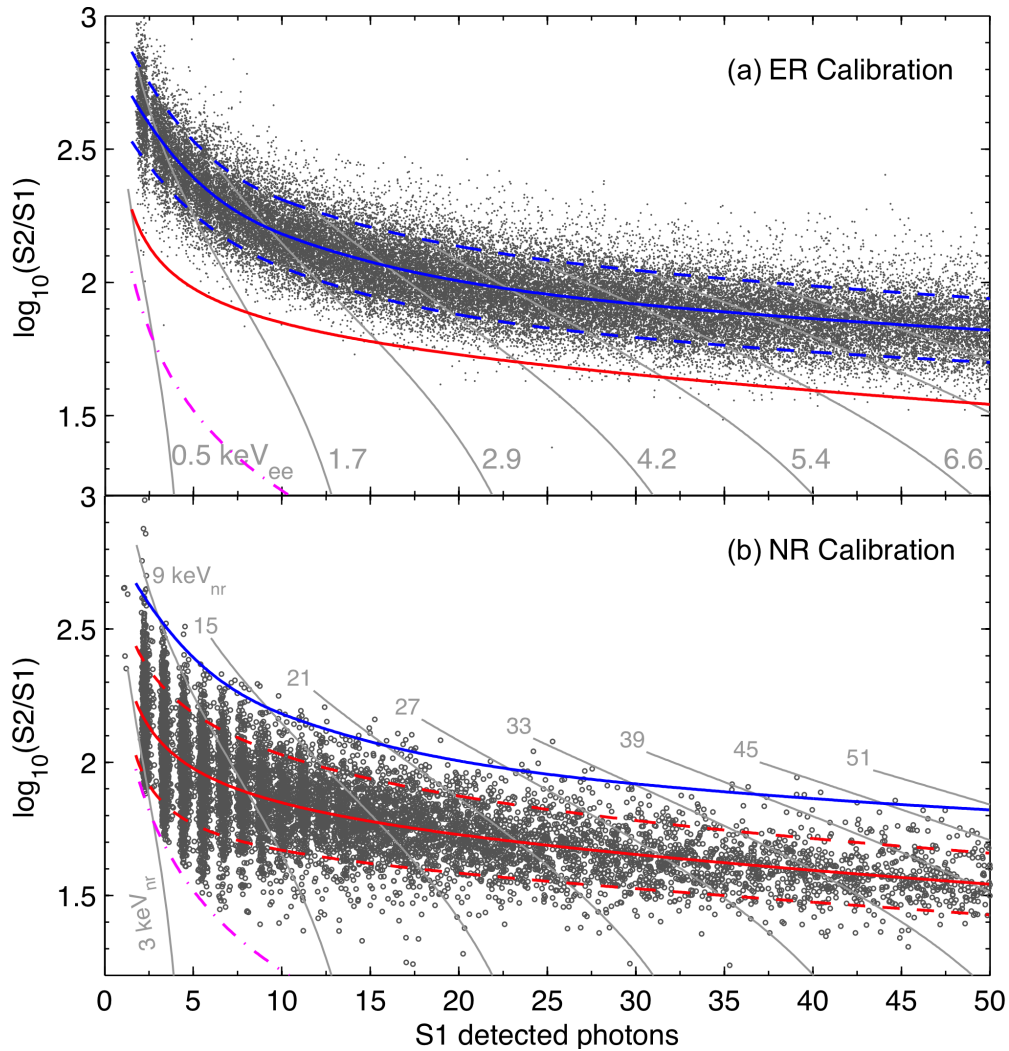 3
2.5
2
1.5
3
2.5
2
1.5
log10(S2/S1)
(a) ER Calibration
0.5 keVee 1.7 2.9 4.2 5.4 6.6
log10(S2/S1)
(b) NR Calibration
9 keVnr
15
21
27
33
39
45
51
3 keVnr
0 5 10 15 20 25 30 35 40 45 50
S1 detected photons